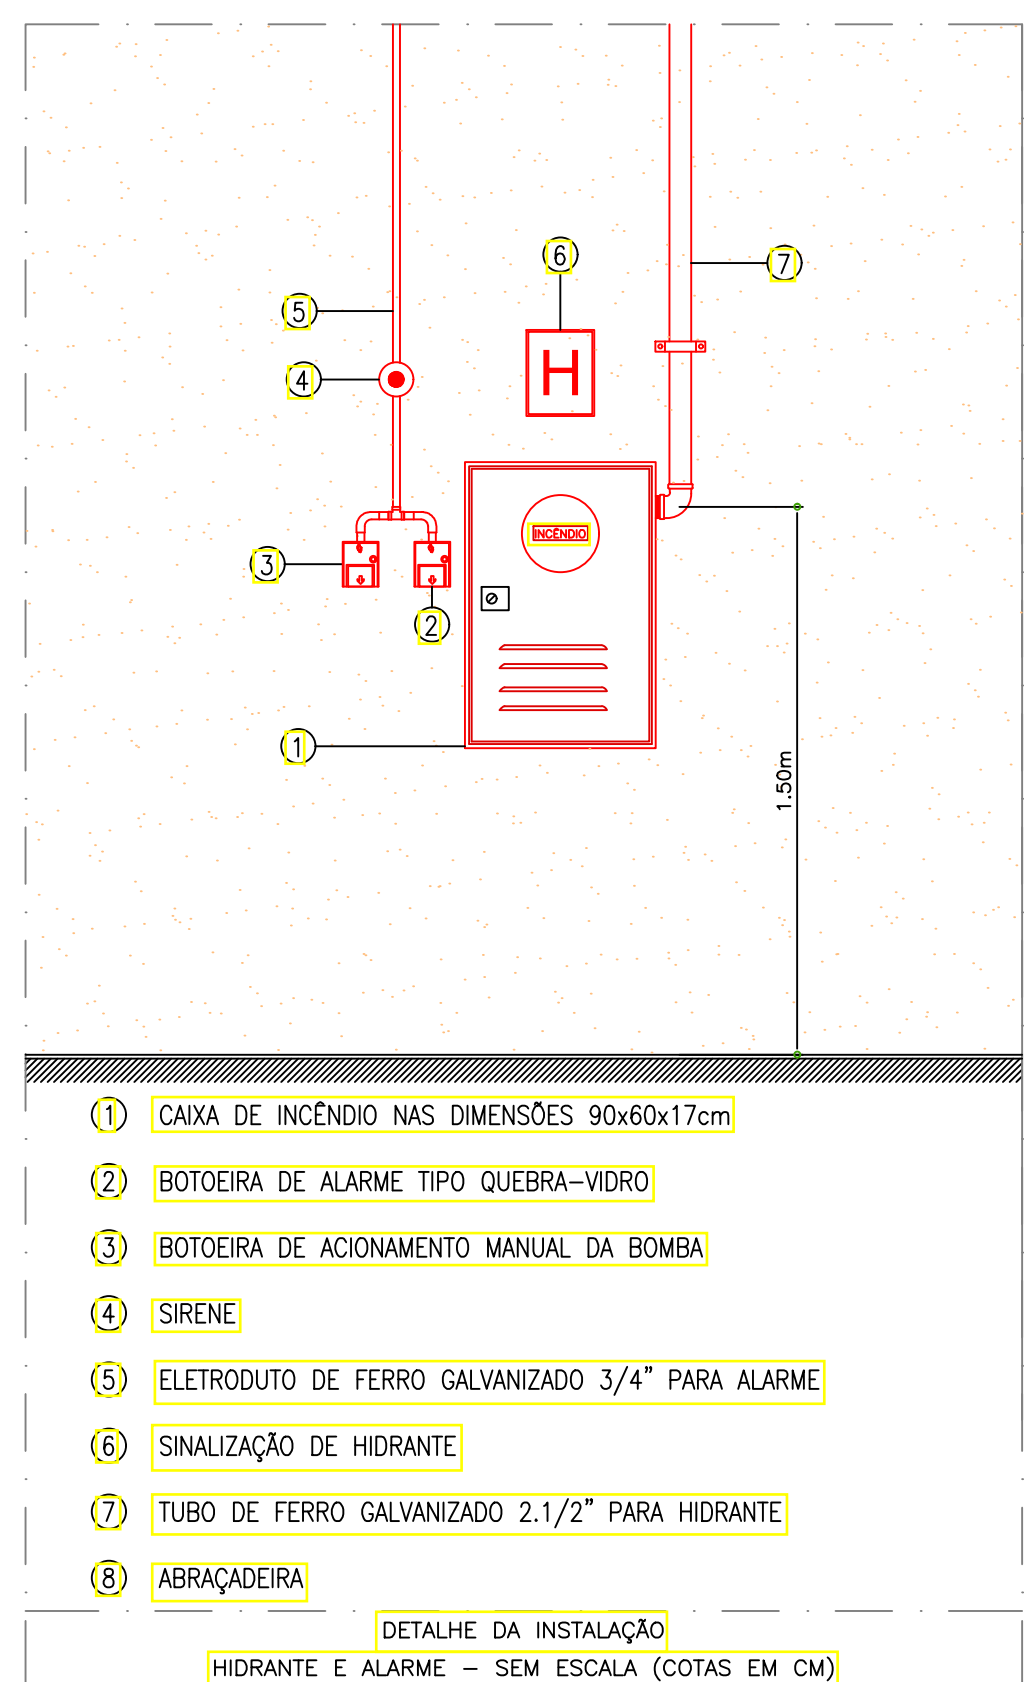 6
7
5
4
H
INCÊNDIO
3
2
1
1.50m
1 CAIXA DE INCÊNDIO NAS DIMENSÕES 90x60x17cm
2 BOTOEIRA DE ALARME TIPO QUEBRA-VIDRO
3 BOTOEIRA DE ACIONAMENTO MANUAL DA BOMBA
4 SIRENE
5 ELETRODUTO DE FERRO GALVANIZADO 3/4" PARA ALARME
6 SINALIZAÇÃO DE HIDRANTE
7 TUBO DE FERRO GALVANIZADO 2.1/2" PARA HIDRANTE
8 ABRAÇADEIRA
DETALHE DA INSTALAÇÃO
HIDRANTE E ALARME - SEM ESCALA (COTAS EM CM)